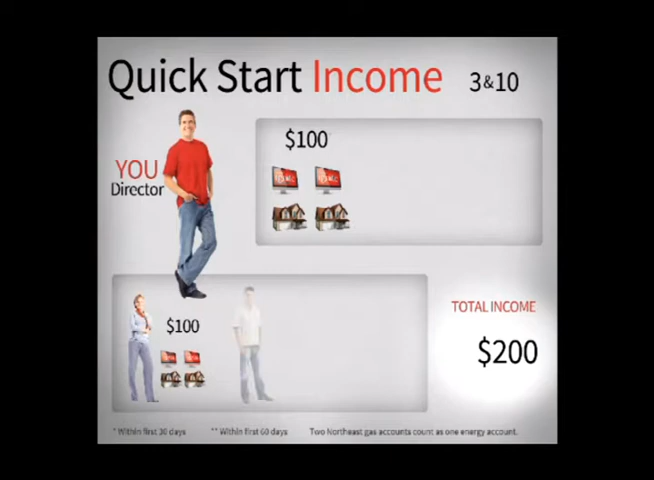 Quick Start Income 3&10
$100
YOU
Director
$100
TOTAL INCOME
$200
* Within first 30 days ** Within first 60 days Two Northeast gas accounts count as one energy account.